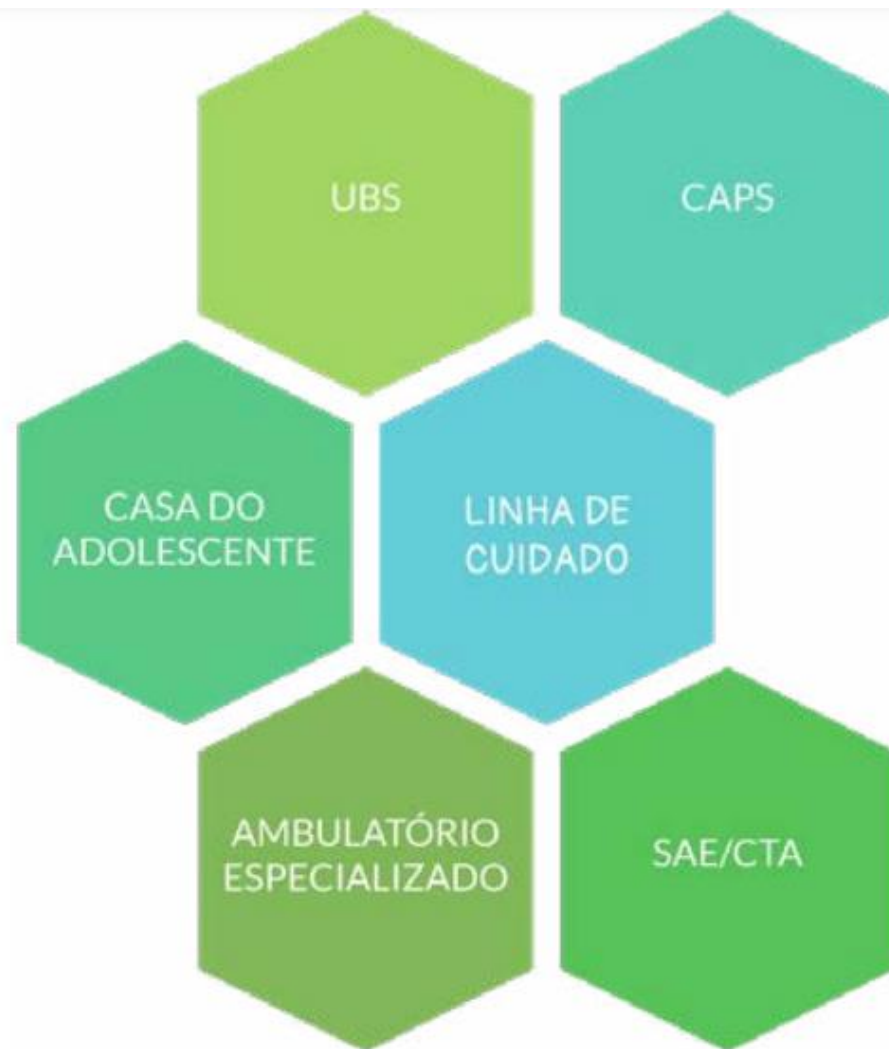 UBS
CAPS
CASA DO
ADOLESCENTE
LINHA DE
CUIDADO
AMBULATÓRIO
ESPECIALIZADO
SAE/CTA